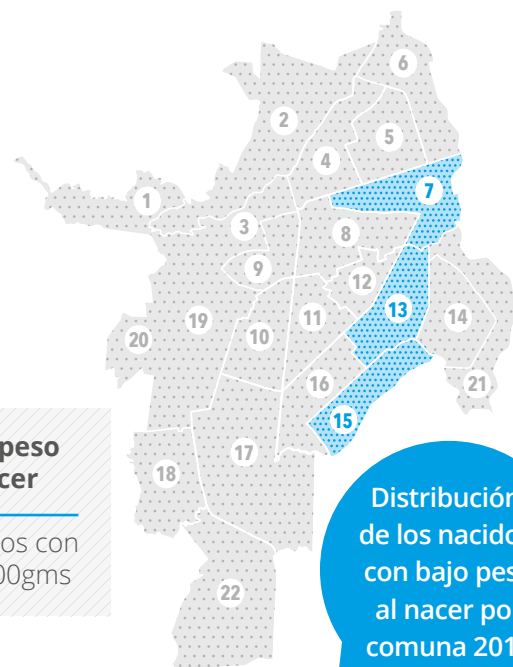 6
2
5
4
7
1
3
8
9
12
13
19
10
11
14
20
16
21
15
17
18
22
peso
cer
os con
00gms
Distribución
de los nacido
con bajo pes
al nacer po
comuna 201